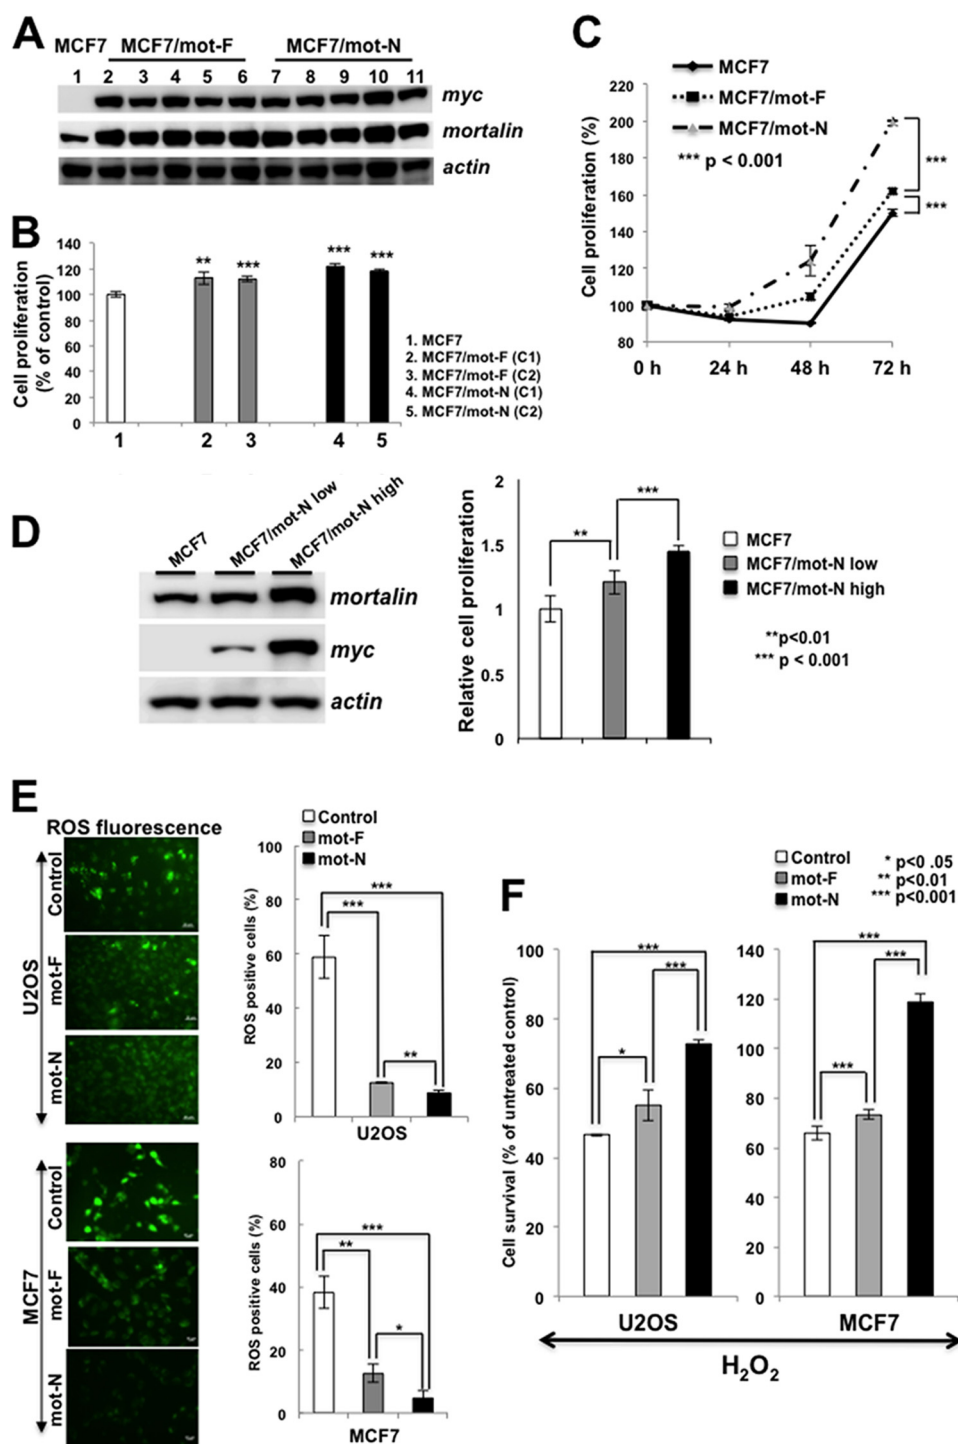 A
MCF7 MCF7/mot-F MCF7/mot-N
1 2 3 4 5 6 7 8 9 10 11
myc
mortalin
actin
B
Cell proliferation
(% of control)
140
120
100
80
60
40
20
0
** *** *** ***
1 2 3 4 5
1. MCF7
2. MCF7/mot-F (C1)
3. MCF7/mot-F (C2)
4. MCF7/mot-N (C1)
5. MCF7/mot-N (C2)
C
MCF7
MCF7/mot-F
MCF7/mot-N
*** p < 0.001
Cell proliferation (%)
220
200
180
160
140
120
100
80
***
***
0 h 24 h 48 h 72 h
D
MCF7
MCF7/mot-N low
MCF7/mot-N high
mortalin
myc
actin
Relative cell proliferation
2
1.5
1
0.5
0
** ***
MCF7
MCF7/mot-N low
MCF7/mot-N high
**p<0.01
*** p < 0.001
E
ROS fluorescence
U2OS
Control
mot-F
mot-N
MCF7
Control
mot-F
mot-N
Control
mot-F
mot-N
ROS positive cells (%)
100
80
60
40
20
0
***
***
**
U2OS
ROS positive cells (%)
80
60
40
20
0
***
**
*
MCF7
F
Control
mot-F
mot-N
* p<0 .05
** p<0.01
*** p<0.001
Cell survival (% of untreated control)
100
80
60
40
20
0
***
***
*
U2OS
140
120
100
80
60
40
20
0
***
***
***
MCF7
H₂O₂